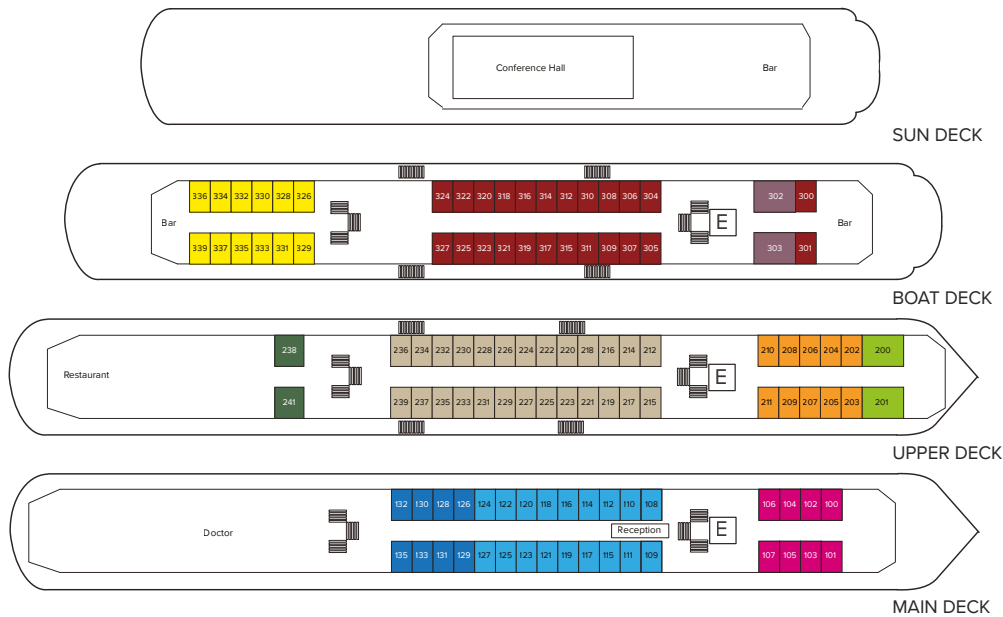 Conference Hall Bar
SUN DECK
336 334 332 330 328 326 324 322 320 318 316 314 312 310 308 306 304 302 300
Bar E Bar
339 337 335 333 331 329 327 325 323 321 319 317 315 311 309 307 305 303 301
BOAT DECK
238 236 234 232 230 228 226 224 222 220 218 216 214 212 210 208 206 204 202 200
Restaurant E
241 239 237 235 233 231 229 227 225 223 221 219 217 215 211 209 207 205 203 201
UPPER DECK
132 130 128 126 124 122 120 118 116 114 112 110 108 106 104 102 100
Doctor Reception E
135 133 131 129 127 125 123 121 119 117 115 111 109 107 105 103 101
MAIN DECK